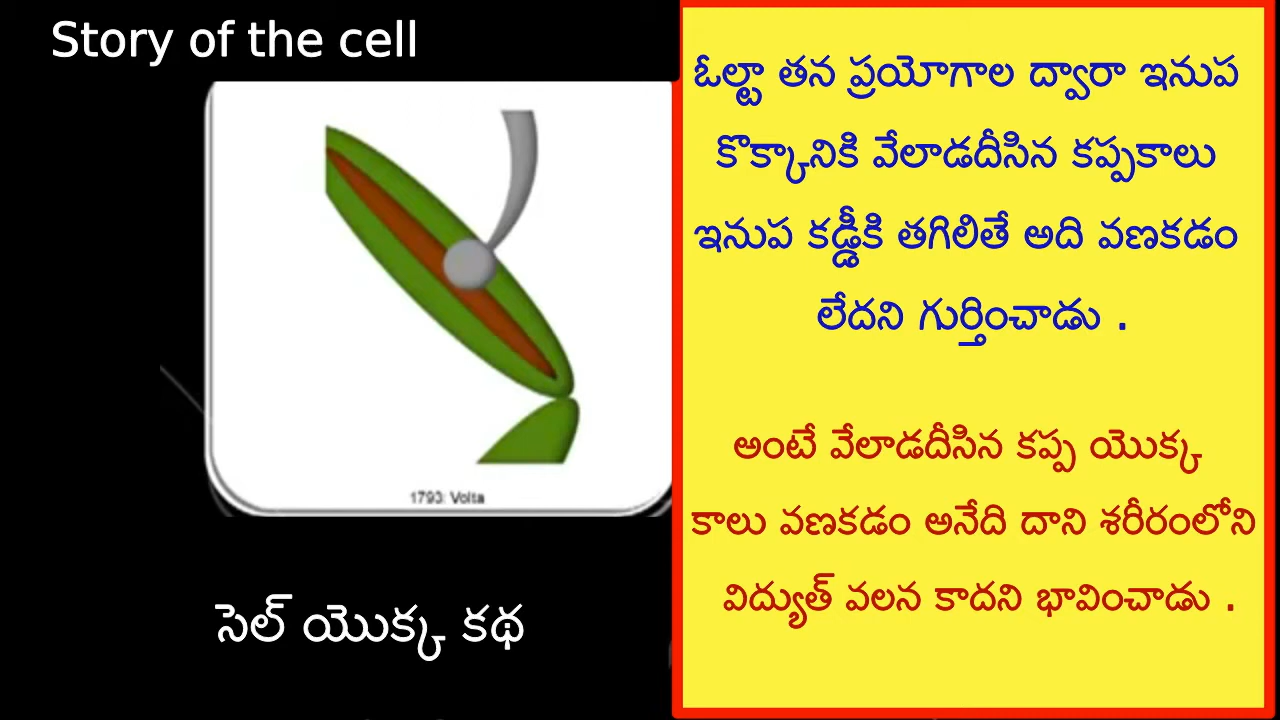 Story of the cell
1793: Volta
సెల్ యొక్క కథ
ఓల్టా తన ప్రయోగాల ద్వారా ఇనుప
కొక్కానికి వేలాడదీసిన కప్పకాలు
ఇనుప కడ్డీకి తగిలితే అది వణకడం
లేదని గుర్తించాడు .
అంటే వేలాడదీసిన కప్ప యొక్క
కాలు వణకడం అనేది దాని శరీరంలోని
విద్యుత్ వలన కాదని భావించాడు .